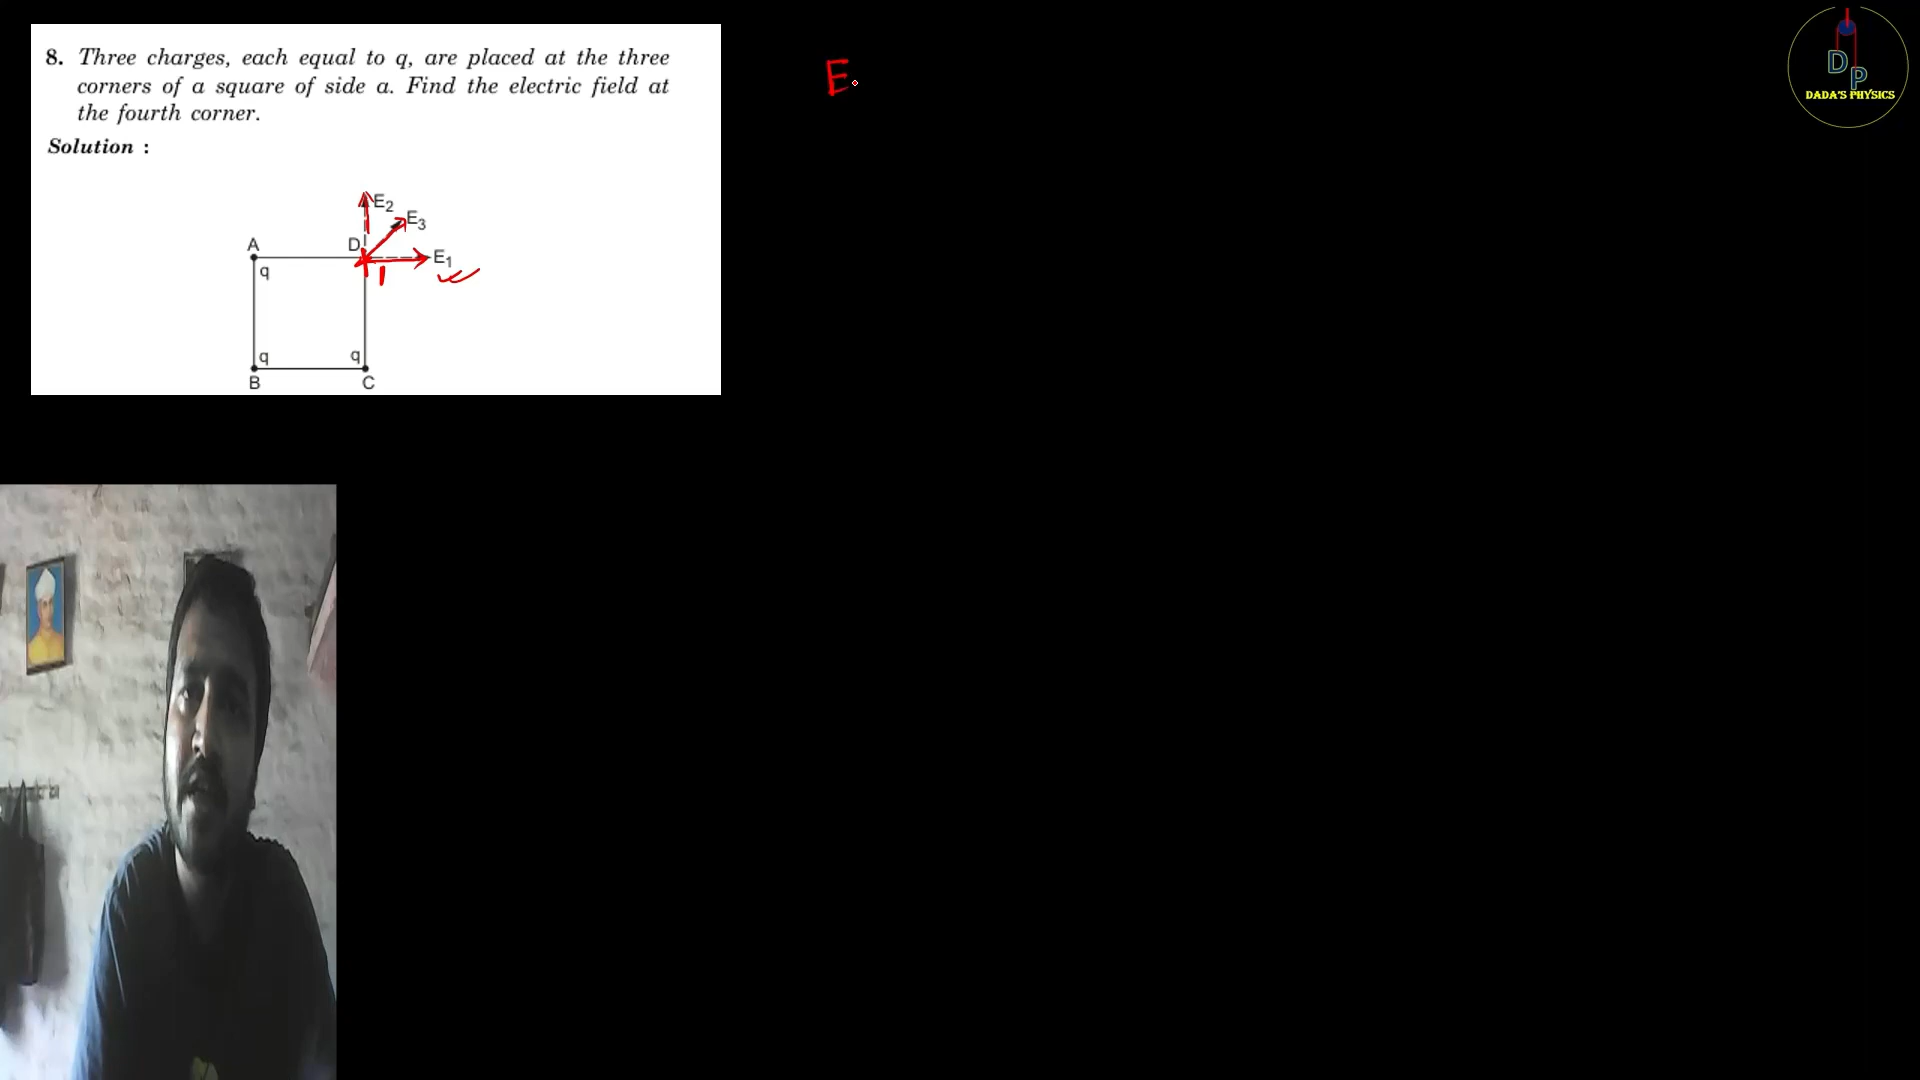 8. Three charges, each equal to q, are placed at the three
corners of a square of side a. Find the electric field at
the fourth corner.
Solution :
E2
E3
A
D
E1
q
q
q
B
C
E
D
P
DADA'S PHYSICS